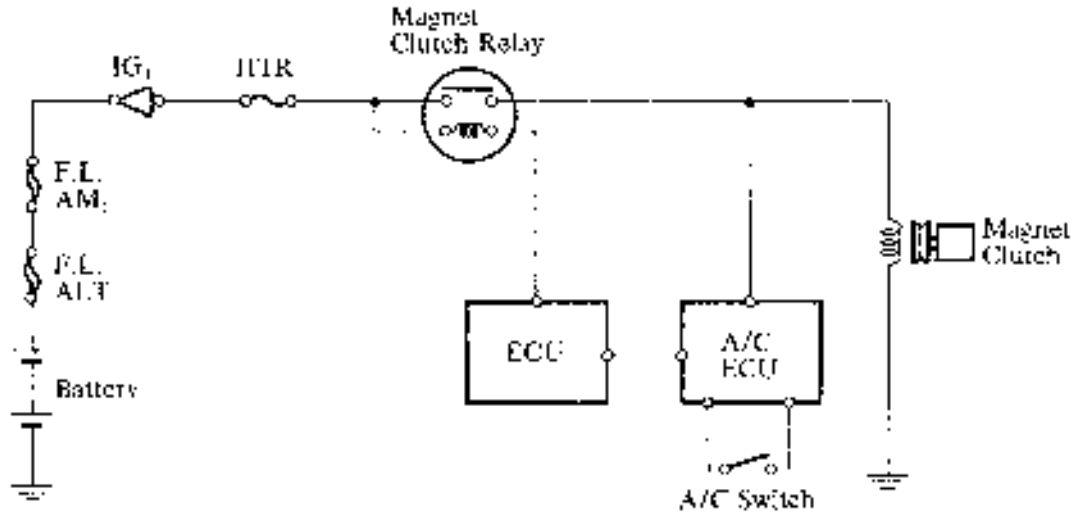 Magnet
Clutch Relay
IG₁
HTR
F.L.
AM₁
F.L.
ALT
Battery
ECU
A/C
ECU
A/C Switch
Magnet
Clutch